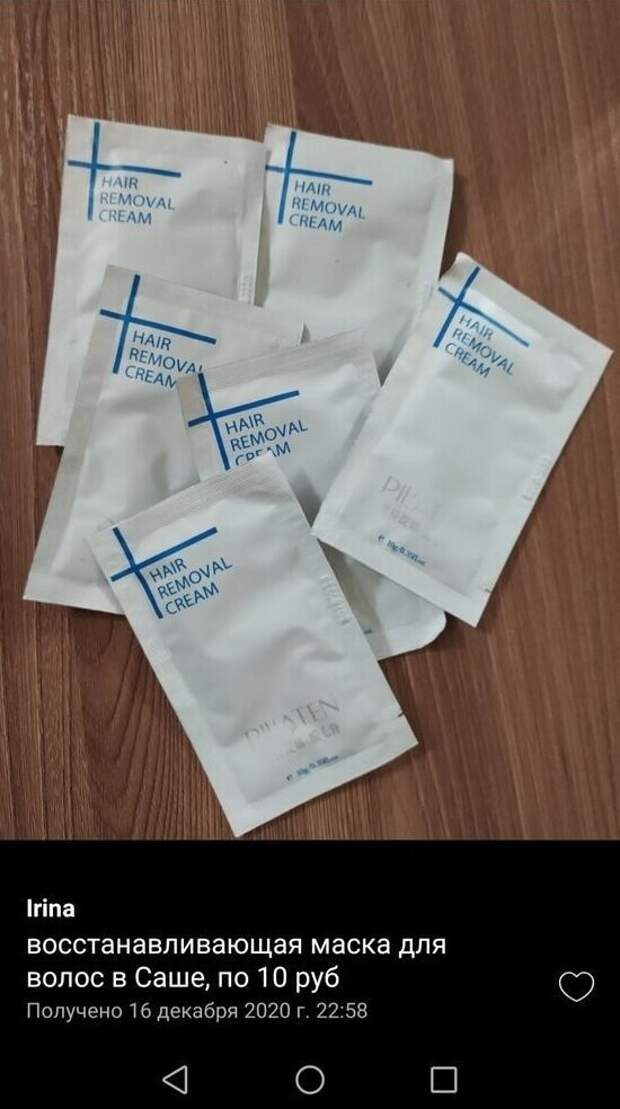 HAIR
REMOVAL
CREAM
HAIR
REMOVAL
CREAM
HAIR
REMOVAL
CREAM
HAIR
REMOVAL
CREAM
HAIR
REMOVAL
CREAM
HAIR
REMOVAL
CREAM
Irina
восстанавливающая маска для
волос в Саше, по 10 руб
Получено 16 декабря 2020 г. 22:58